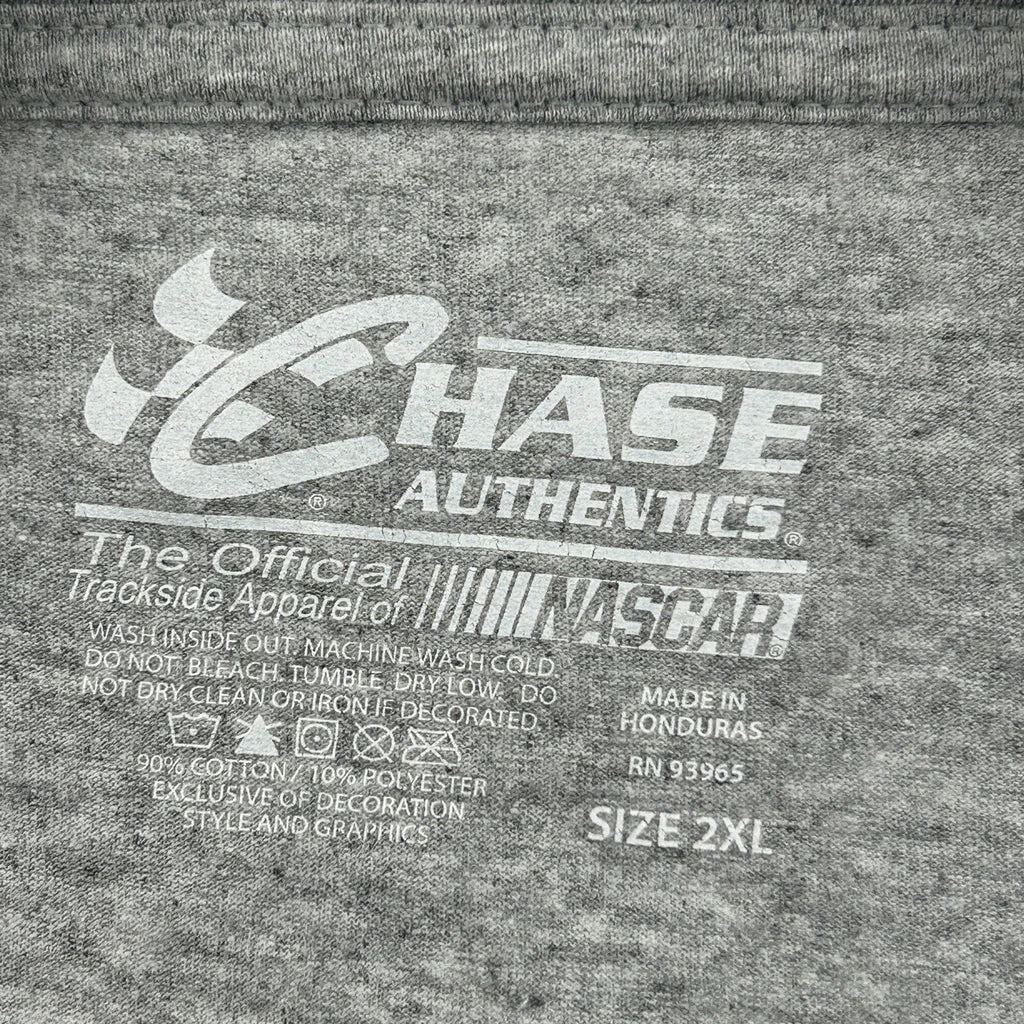 CHASE
AUTHENTICS®
®
The Official
Trackside Apparel of NASCAR®
WASH INSIDE OUT. MACHINE WASH COLD.
DO NOT BLEACH. TUMBLE DRY LOW. DO
NOT DRY CLEAN OR IRON IF DECORATED.
90% COTTON / 10% POLYESTER
EXCLUSIVE OF DECORATION
STYLE AND GRAPHICS
MADE IN
HONDURAS
RN 93965
SIZE 2XL